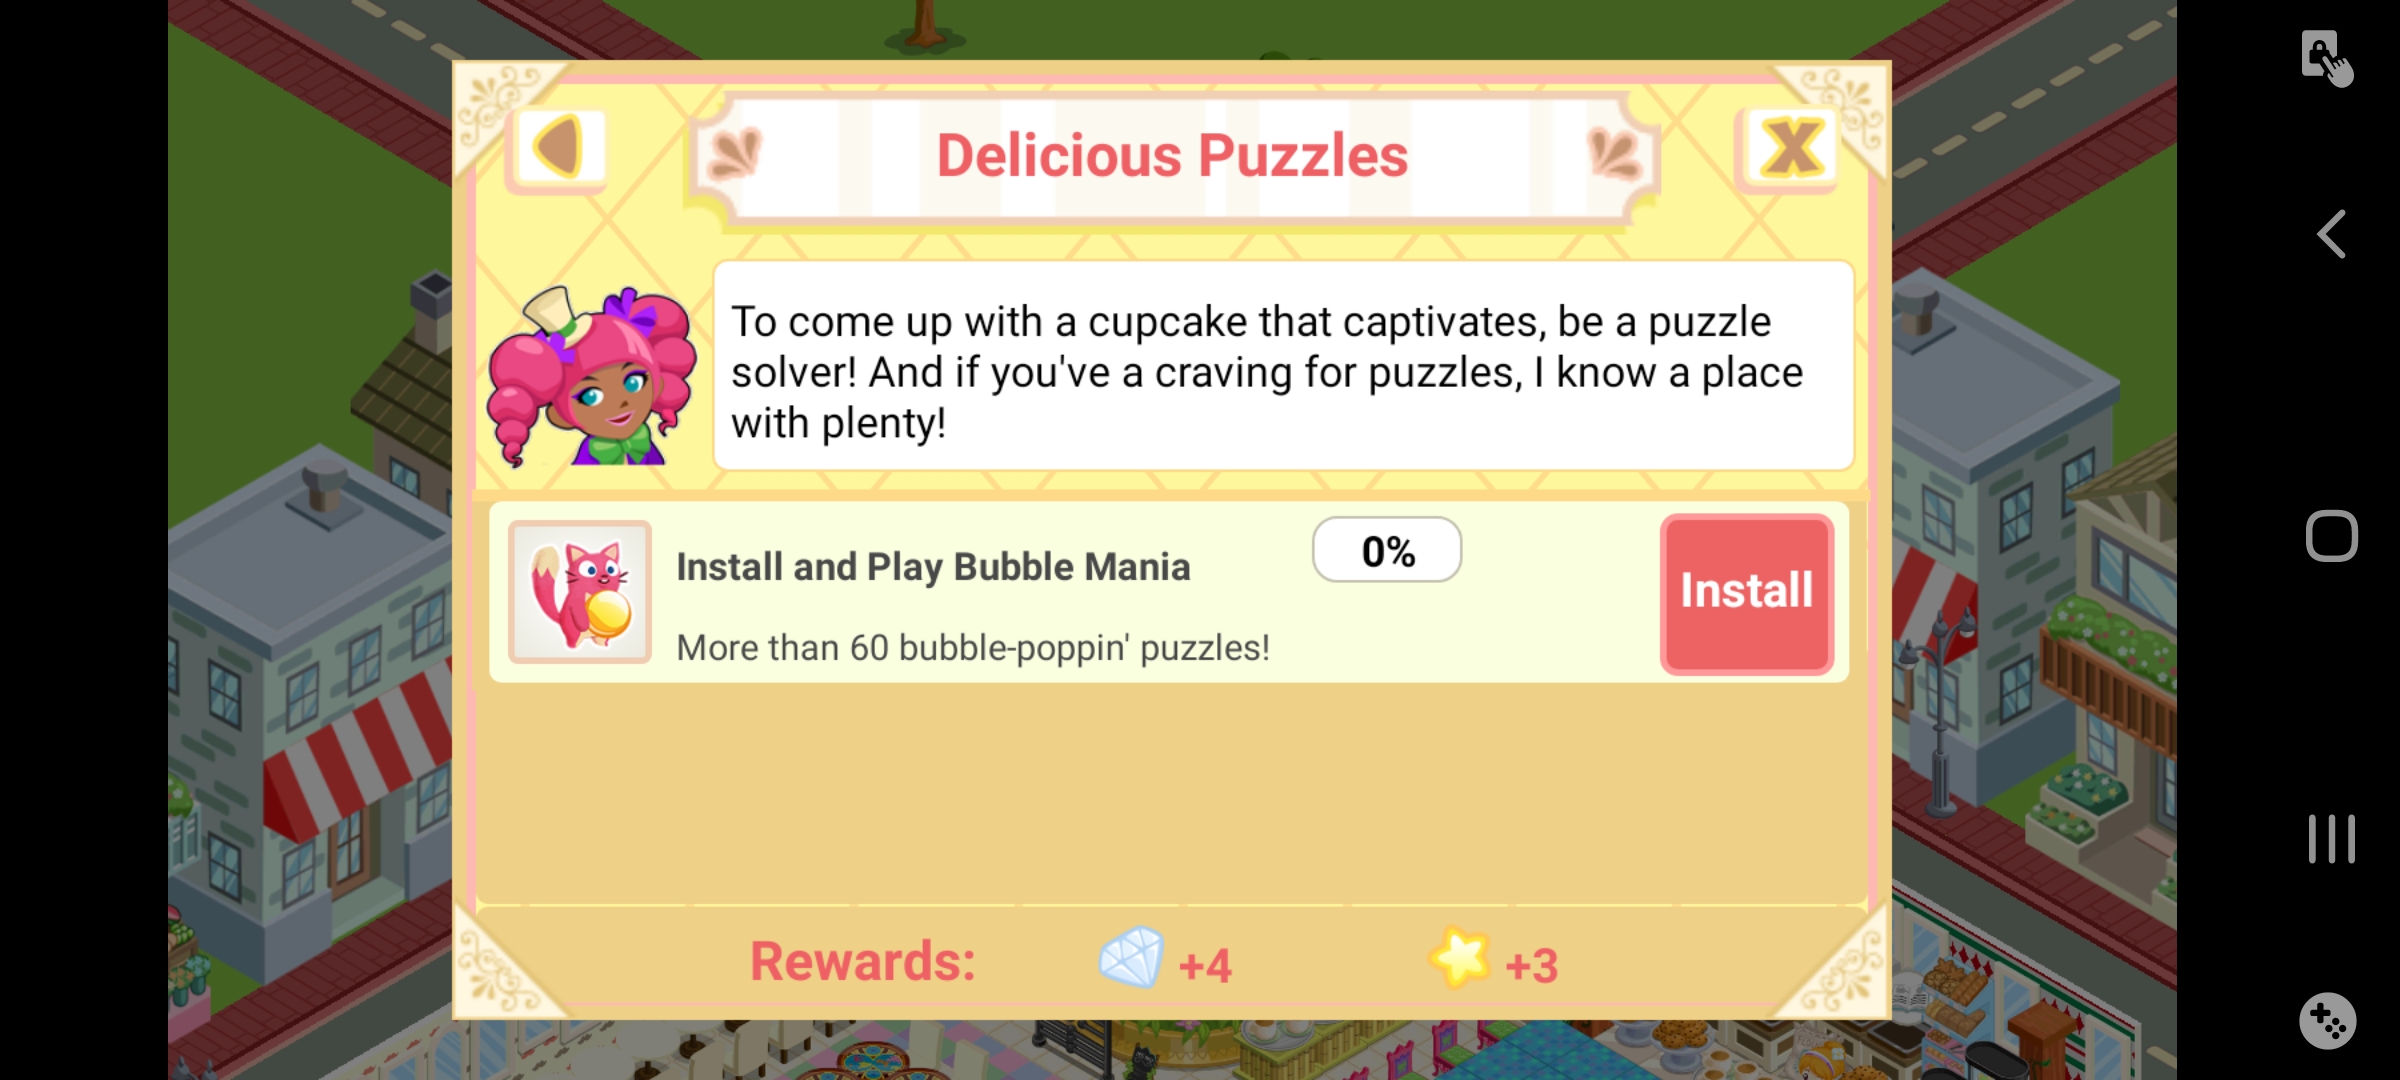 Delicious Puzzles
To come up with a cupcake that captivates, be a puzzle
solver! And if you've a craving for puzzles, I know a place
with plenty!
Install and Play Bubble Mania
0%
Install
More than 60 bubble-poppin' puzzles!
Rewards: +4 +3